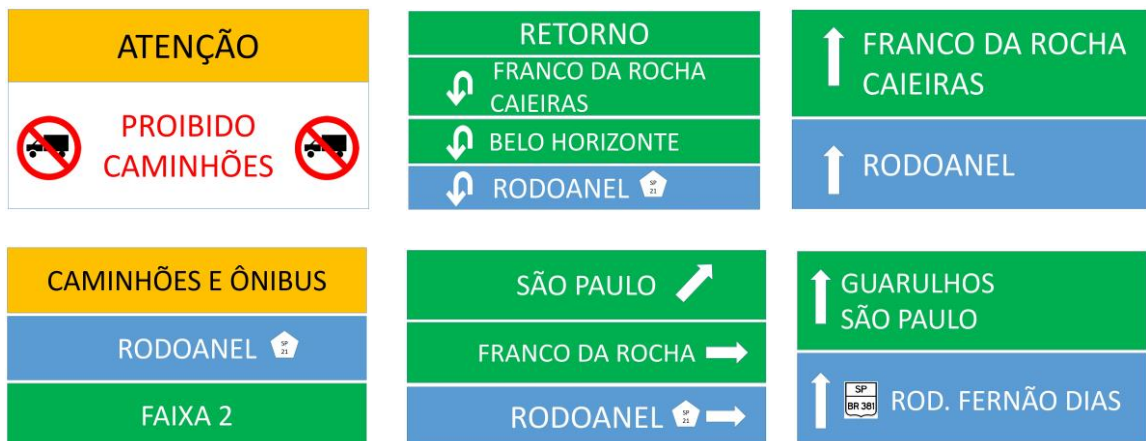 ATENÇÃO
PROIBIDO
CAMINHÕES
RETORNO
FRANCO DA ROCHA
CAIEIRAS
BELO HORIZONTE
RODOANEL SP
21
FRANCO DA ROCHA
CAIEIRAS
RODOANEL
CAMINHÕES E ÔNIBUS
RODOANEL SP
21
FAIXA 2
SÃO PAULO
FRANCO DA ROCHA
RODOANEL SP
21
GUARULHOS
SÃO PAULO
SP
BR 381 ROD. FERNÃO DIAS